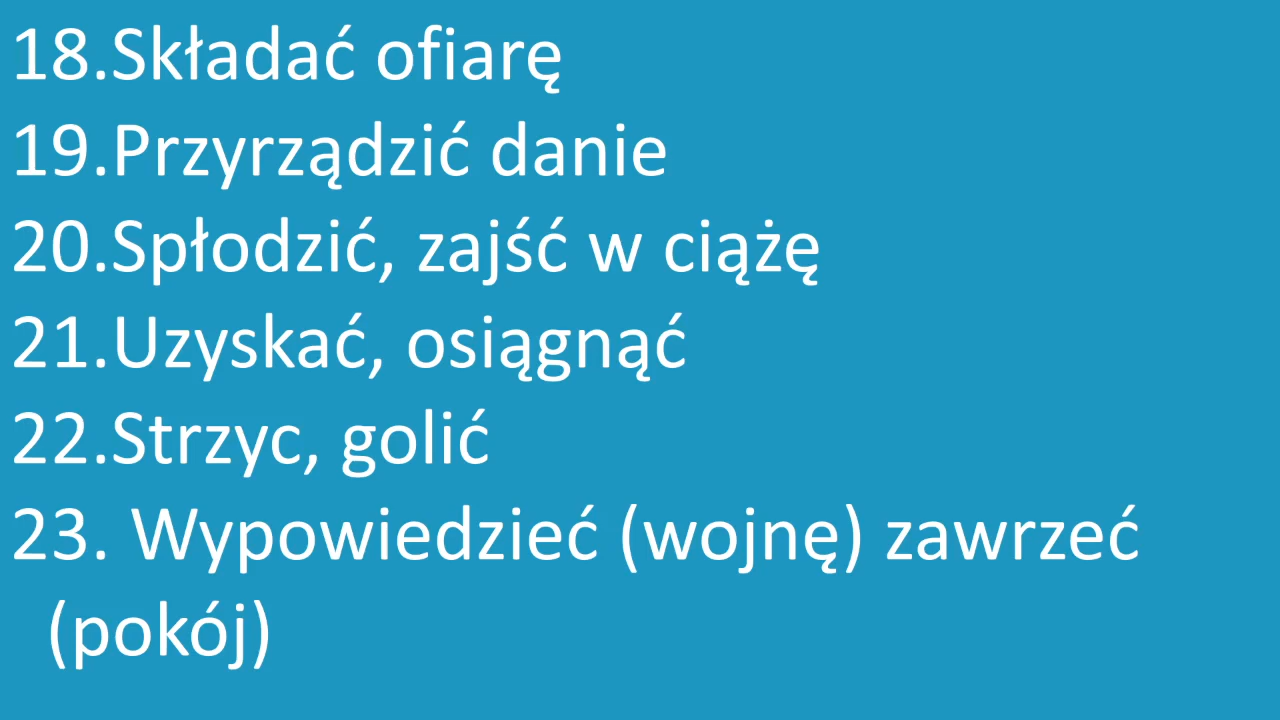 18.Składać ofiarę
19.Przyrządzić danie
20.Spłodzić, zajść w ciążę
21.Uzyskać, osiągnąć
22.Strzyc, golić
23. Wypowiedzieć (wojnę) zawrzeć
(pokój)